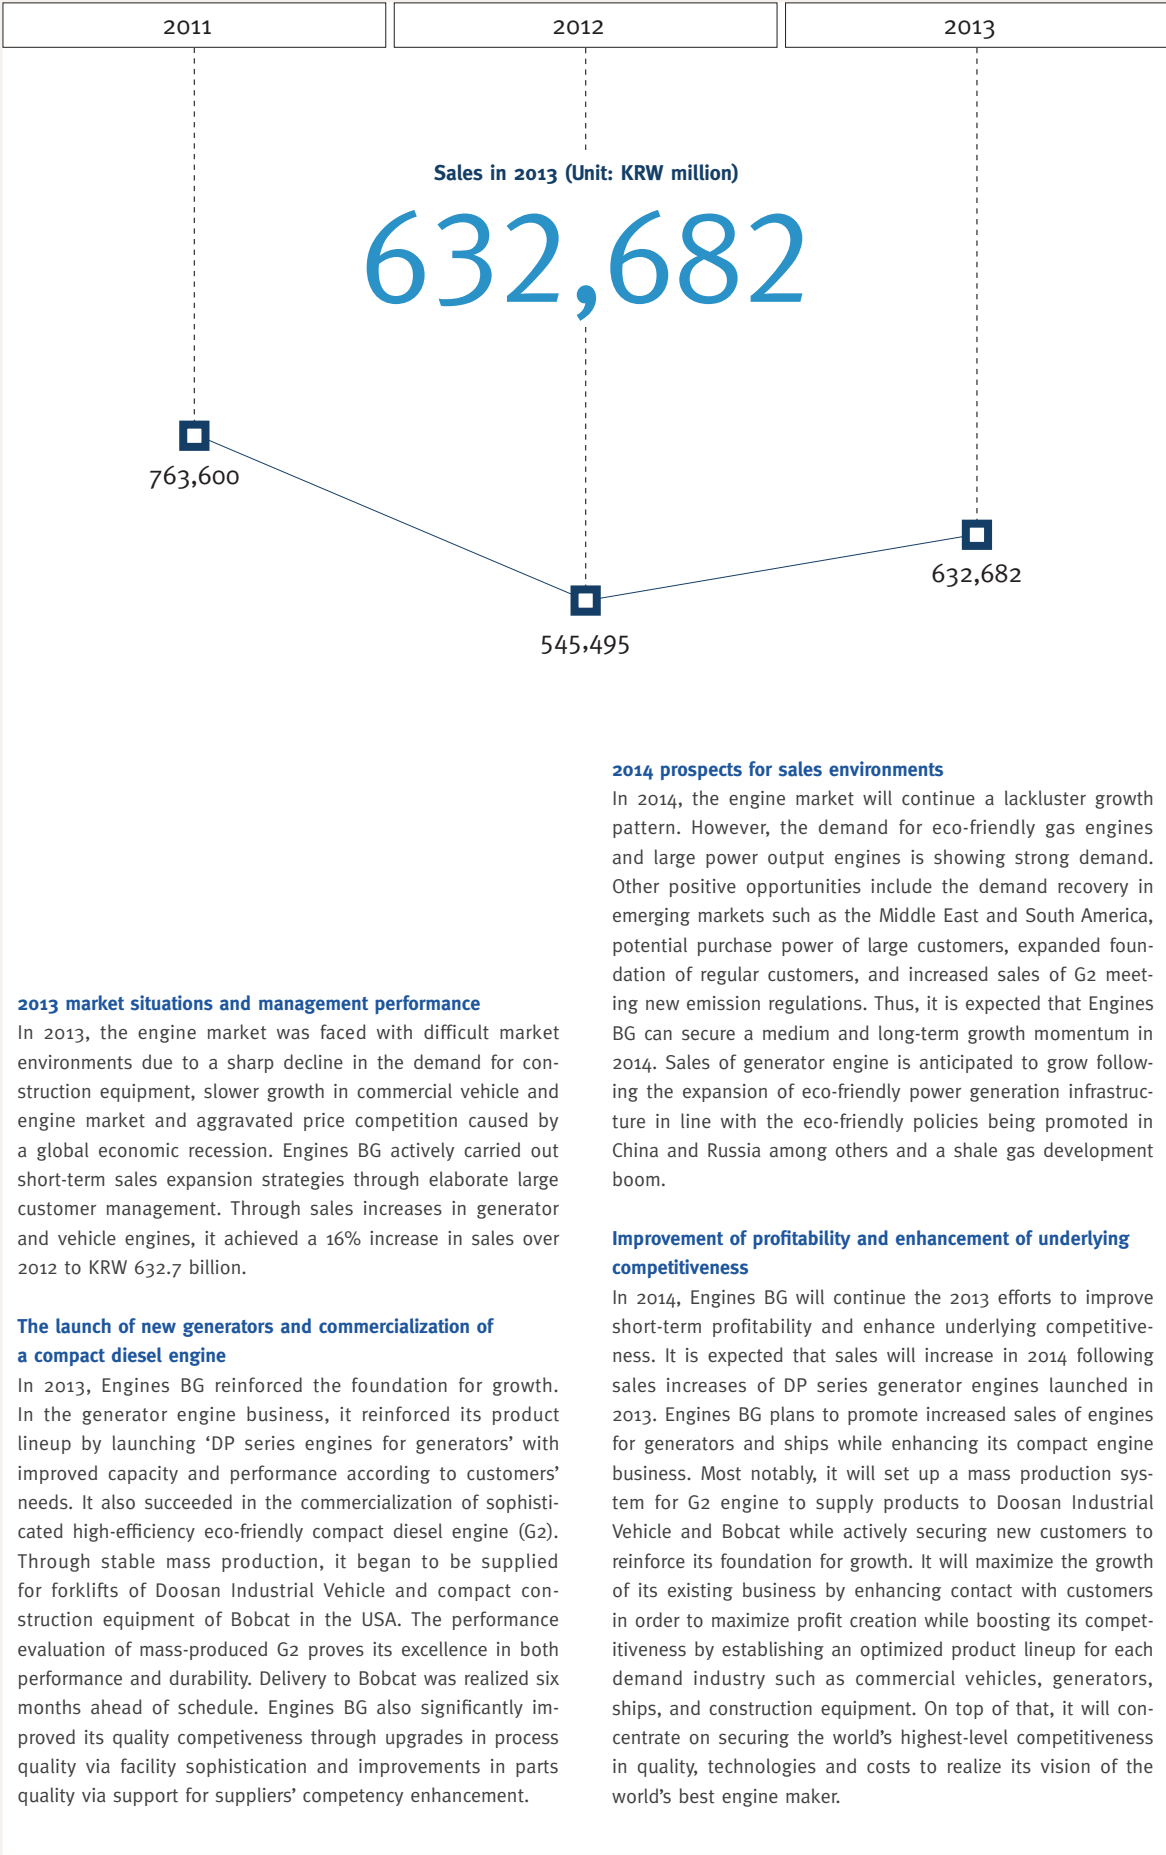 2011
2012
2013
Sales in 2013 (Unit: KRW million)
632,682
763,600
545,495
632,682
2013 market situations and management performance
In 2013, the engine market was faced with difficult market
environments due to a sharp decline in the demand for con-
struction equipment, slower growth in commercial vehicle and
engine market and aggravated price competition caused by
a global economic recession. Engines BG actively carried out
short-term sales expansion strategies through elaborate large
customer management. Through sales increases in generator
and vehicle engines, it achieved a 16% increase in sales over
2012 to KRW 632.7 billion.
The launch of new generators and commercialization of
a compact diesel engine
In 2013, Engines BG reinforced the foundation for growth.
In the generator engine business, it reinforced its product
lineup by launching ‘DP series engines for generators’ with
improved capacity and performance according to customers’
needs. It also succeeded in the commercialization of sophisti-
cated high-efficiency eco-friendly compact diesel engine (G2).
Through stable mass production, it began to be supplied
for forklifts of Doosan Industrial Vehicle and compact con-
struction equipment of Bobcat in the USA. The performance
evaluation of mass-produced G2 proves its excellence in both
performance and durability. Delivery to Bobcat was realized six
months ahead of schedule. Engines BG also significantly im-
proved its quality competiveness through upgrades in process
quality via facility sophistication and improvements in parts
quality via support for suppliers’ competency enhancement.
2014 prospects for sales environments
In 2014, the engine market will continue a lackluster growth
pattern. However, the demand for eco-friendly gas engines
and large power output engines is showing strong demand.
Other positive opportunities include the demand recovery in
emerging markets such as the Middle East and South America,
potential purchase power of large customers, expanded foun-
dation of regular customers, and increased sales of G2 meet-
ing new emission regulations. Thus, it is expected that Engines
BG can secure a medium and long-term growth momentum in
2014. Sales of generator engine is anticipated to grow follow-
ing the expansion of eco-friendly power generation infrastruc-
ture in line with the eco-friendly policies being promoted in
China and Russia among others and a shale gas development
boom.
Improvement of profitability and enhancement of underlying
competitiveness
In 2014, Engines BG will continue the 2013 efforts to improve
short-term profitability and enhance underlying competitive-
ness. It is expected that sales will increase in 2014 following
sales increases of DP series generator engines launched in
2013. Engines BG plans to promote increased sales of engines
for generators and ships while enhancing its compact engine
business. Most notably, it will set up a mass production sys-
tem for G2 engine to supply products to Doosan Industrial
Vehicle and Bobcat while actively securing new customers to
reinforce its foundation for growth. It will maximize the growth
of its existing business by enhancing contact with customers
in order to maximize profit creation while boosting its compet-
itiveness by establishing an optimized product lineup for each
demand industry such as commercial vehicles, generators,
ships, and construction equipment. On top of that, it will con-
centrate on securing the world’s highest-level competitiveness
in quality, technologies and costs to realize its vision of the
world’s best engine maker.